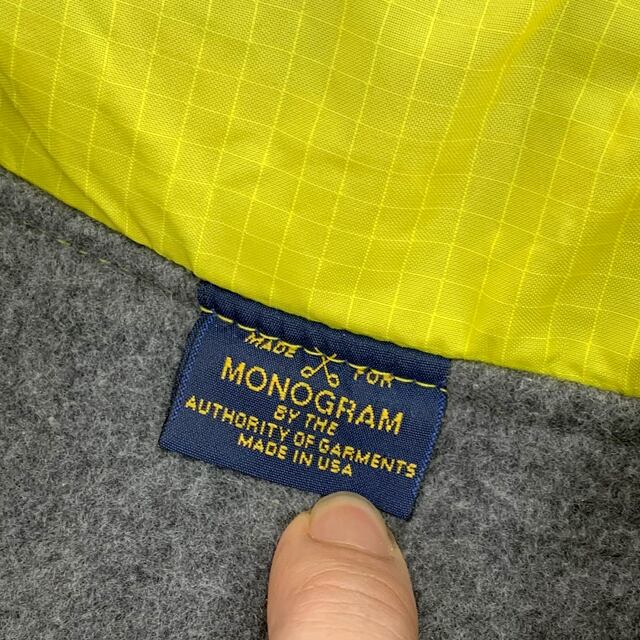 MADE FOR
MONOGRAM
BY THE
AUTHORITY OF GARMENTS
MADE IN USA